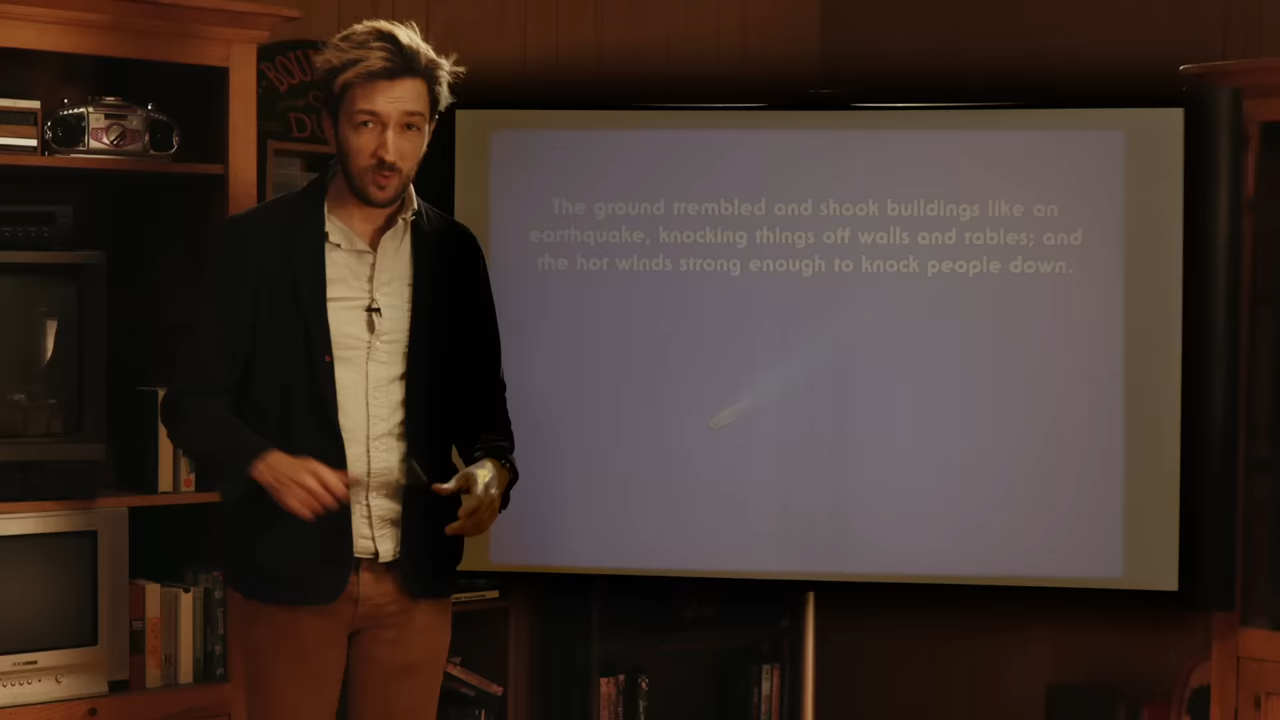 The ground trembled and shook buildings like an
earthquake, knocking things off walls and tables; and
the hot winds strong enough to knock people down.